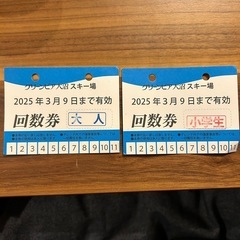 グリーンピア大沼 スキー場
2025年3月9日まで有効
回数券 大人
1 2 3 4 5 6 7 8 9 10 11
グリーンピア大沼 スキー場
2025年3月9日まで有効
回数券 小学生
1 2 3 4 5 6 7 8 9 10 11